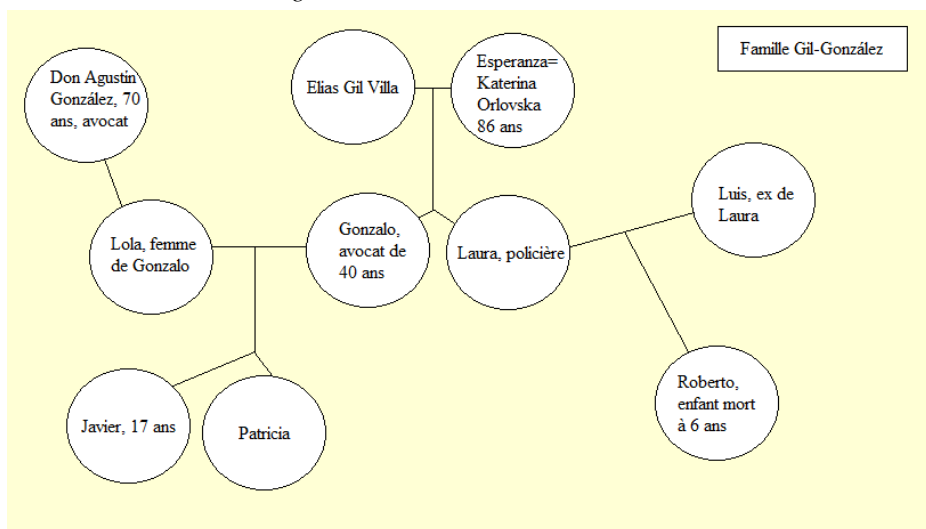 Famille Gil-González
Don Agustín
González, 70
ans, avocat
Elias Gil Villa
Esperanza=
Katerina
Orlovska
86 ans
Lola, femme
de Gonzalo
Gonzalo,
avocat de
40 ans
Laura, policière
Luis, ex de
Laura
Javier, 17 ans
Patricia
Roberto,
enfant mort
à 6 ans